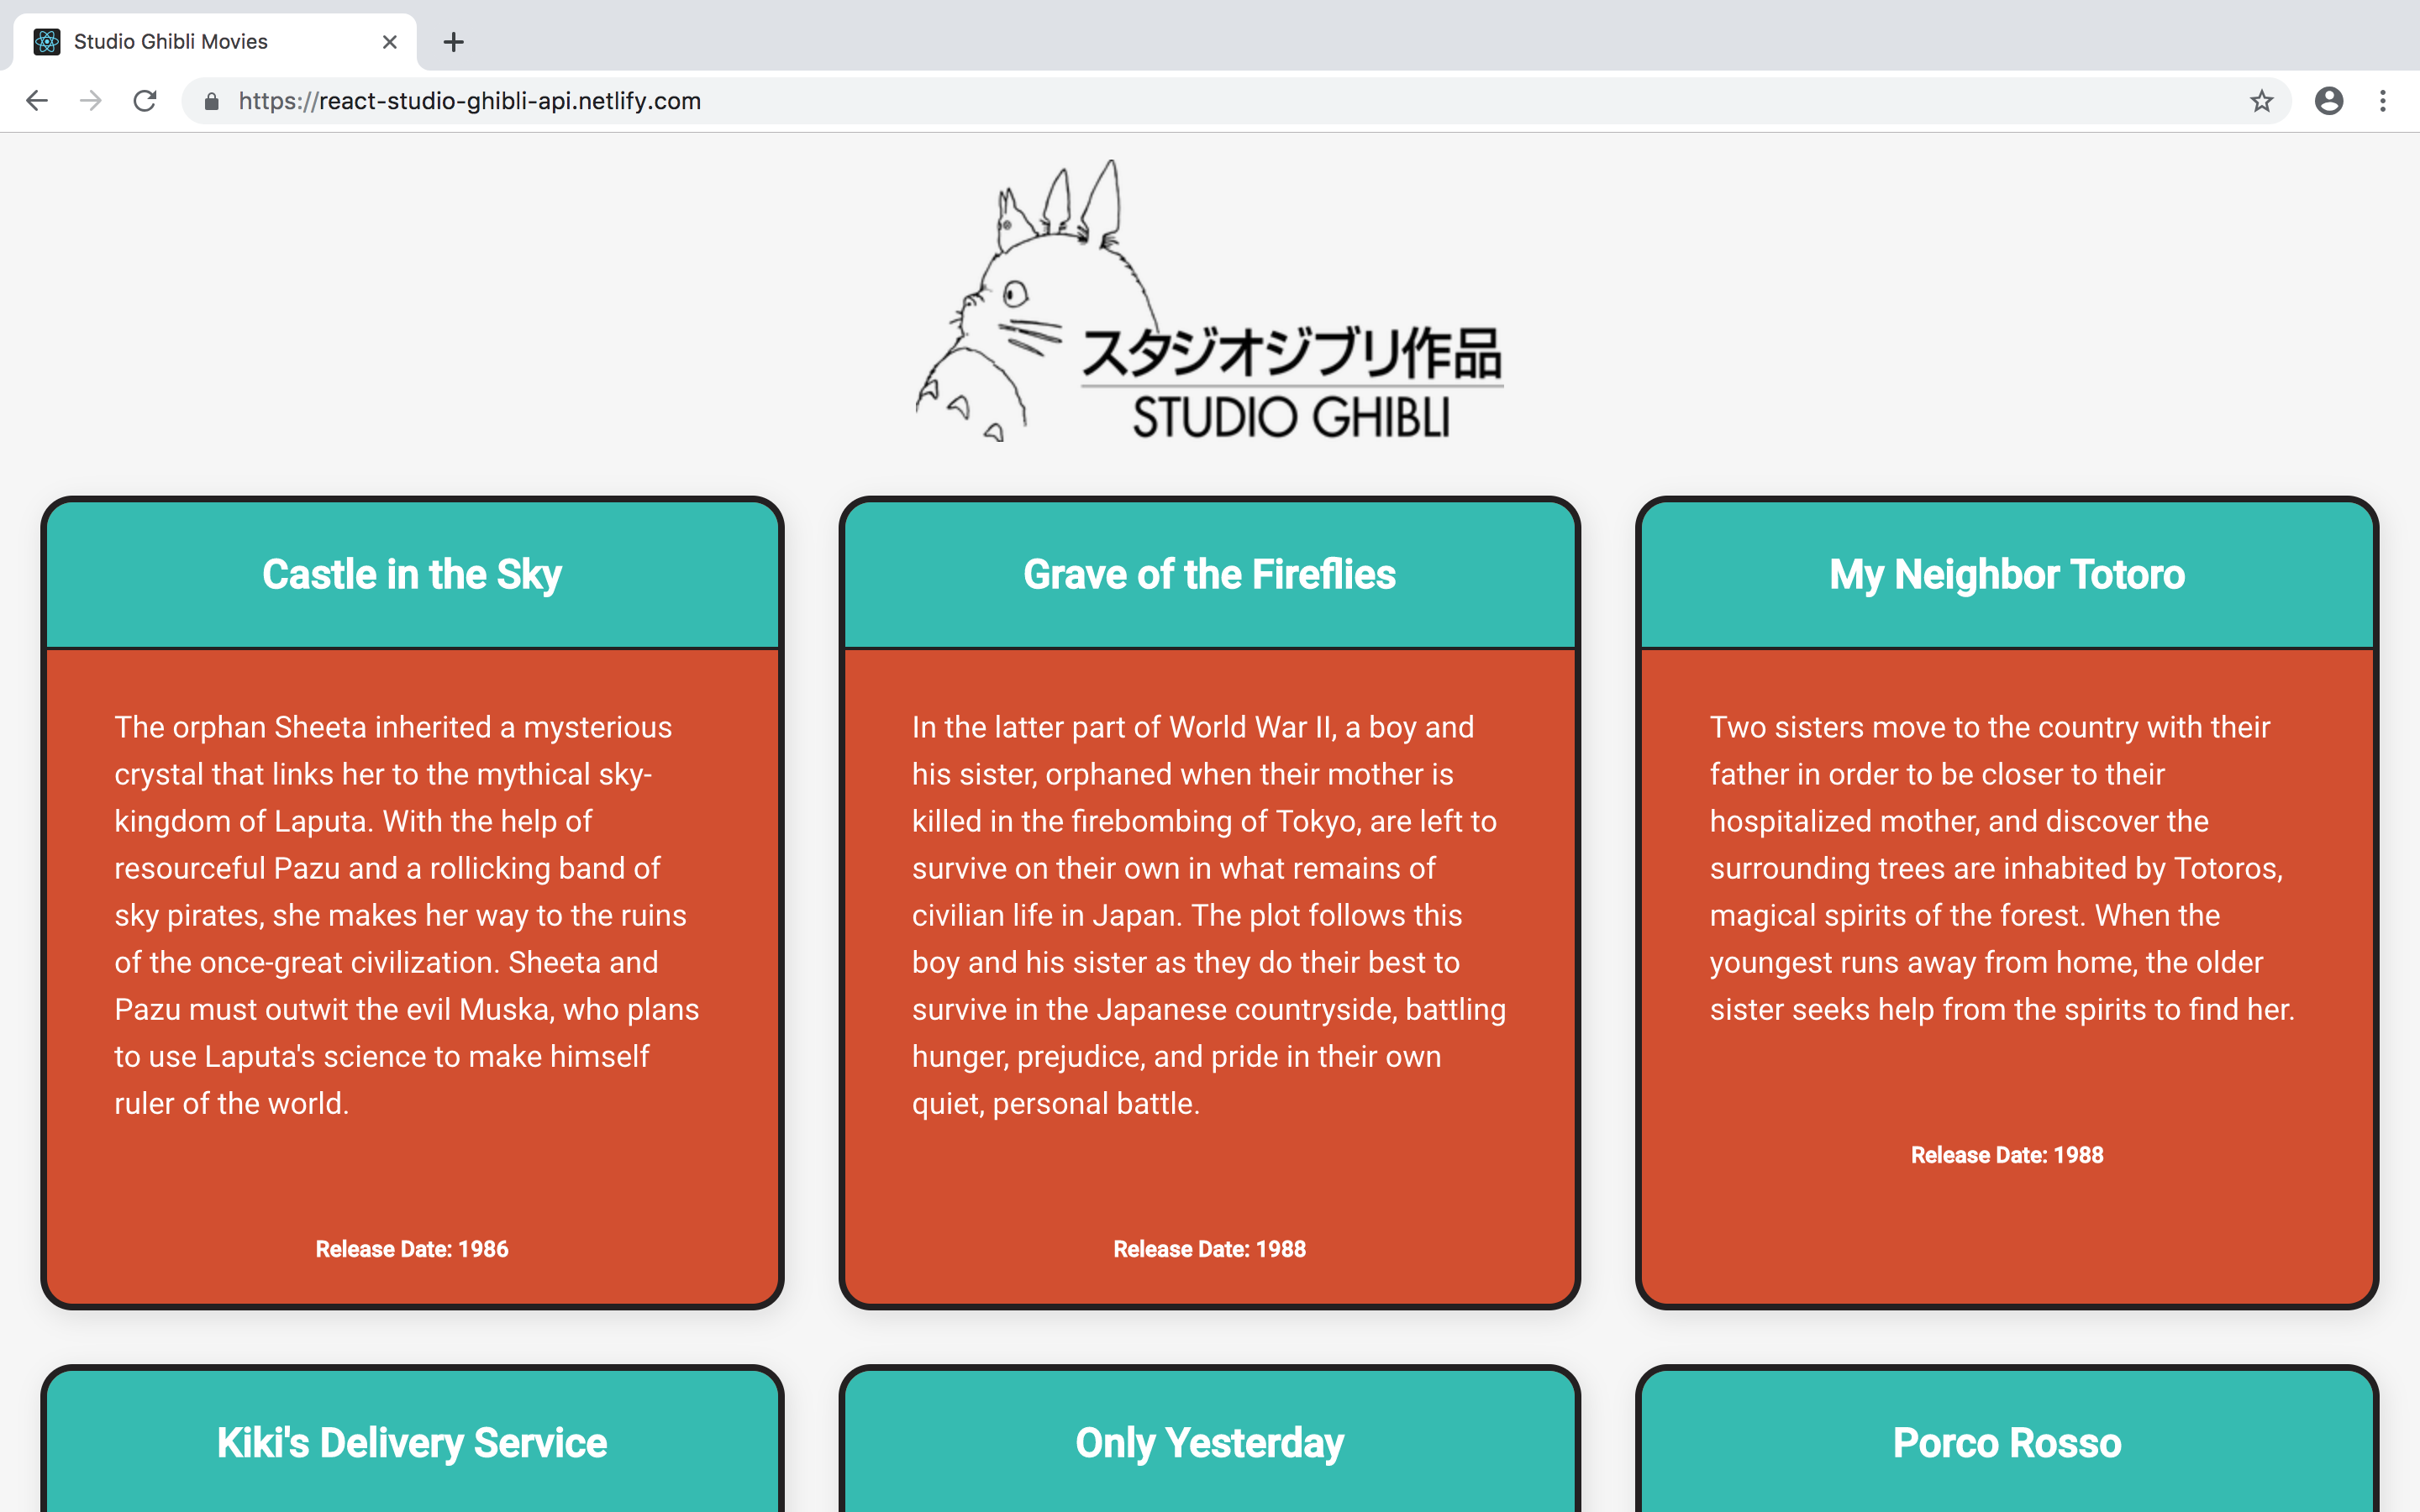 Studio Ghibli Movies
https://react-studio-ghibli-api.netlify.com
スタジオジブリ作品
STUDIO GHIBLI
Castle in the Sky
The orphan Sheeta inherited a mysterious
crystal that links her to the mythical sky-
kingdom of Laputa. With the help of
resourceful Pazu and a rollicking band of
sky pirates, she makes her way to the ruins
of the once-great civilization. Sheeta and
Pazu must outwit the evil Muska, who plans
to use Laputa's science to make himself
ruler of the world.
Release Date: 1986
Grave of the Fireflies
In the latter part of World War II, a boy and
his sister, orphaned when their mother is
killed in the firebombing of Tokyo, are left to
survive on their own in what remains of
civilian life in Japan. The plot follows this
boy and his sister as they do their best to
survive in the Japanese countryside, battling
hunger, prejudice, and pride in their own
quiet, personal battle.
Release Date: 1988
My Neighbor Totoro
Two sisters move to the country with their
father in order to be closer to their
hospitalized mother, and discover the
surrounding trees are inhabited by Totoros,
magical spirits of the forest. When the
youngest runs away from home, the older
sister seeks help from the spirits to find her.
Release Date: 1988
Kiki's Delivery Service
Only Yesterday
Porco Rosso